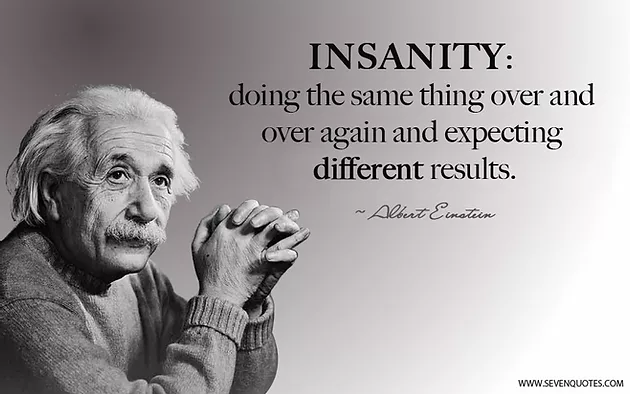 INSANITY:
doing the same thing over and
over again and expecting
different results.
~ Albert Einstein
WWW.SEVENQUOTES.COM